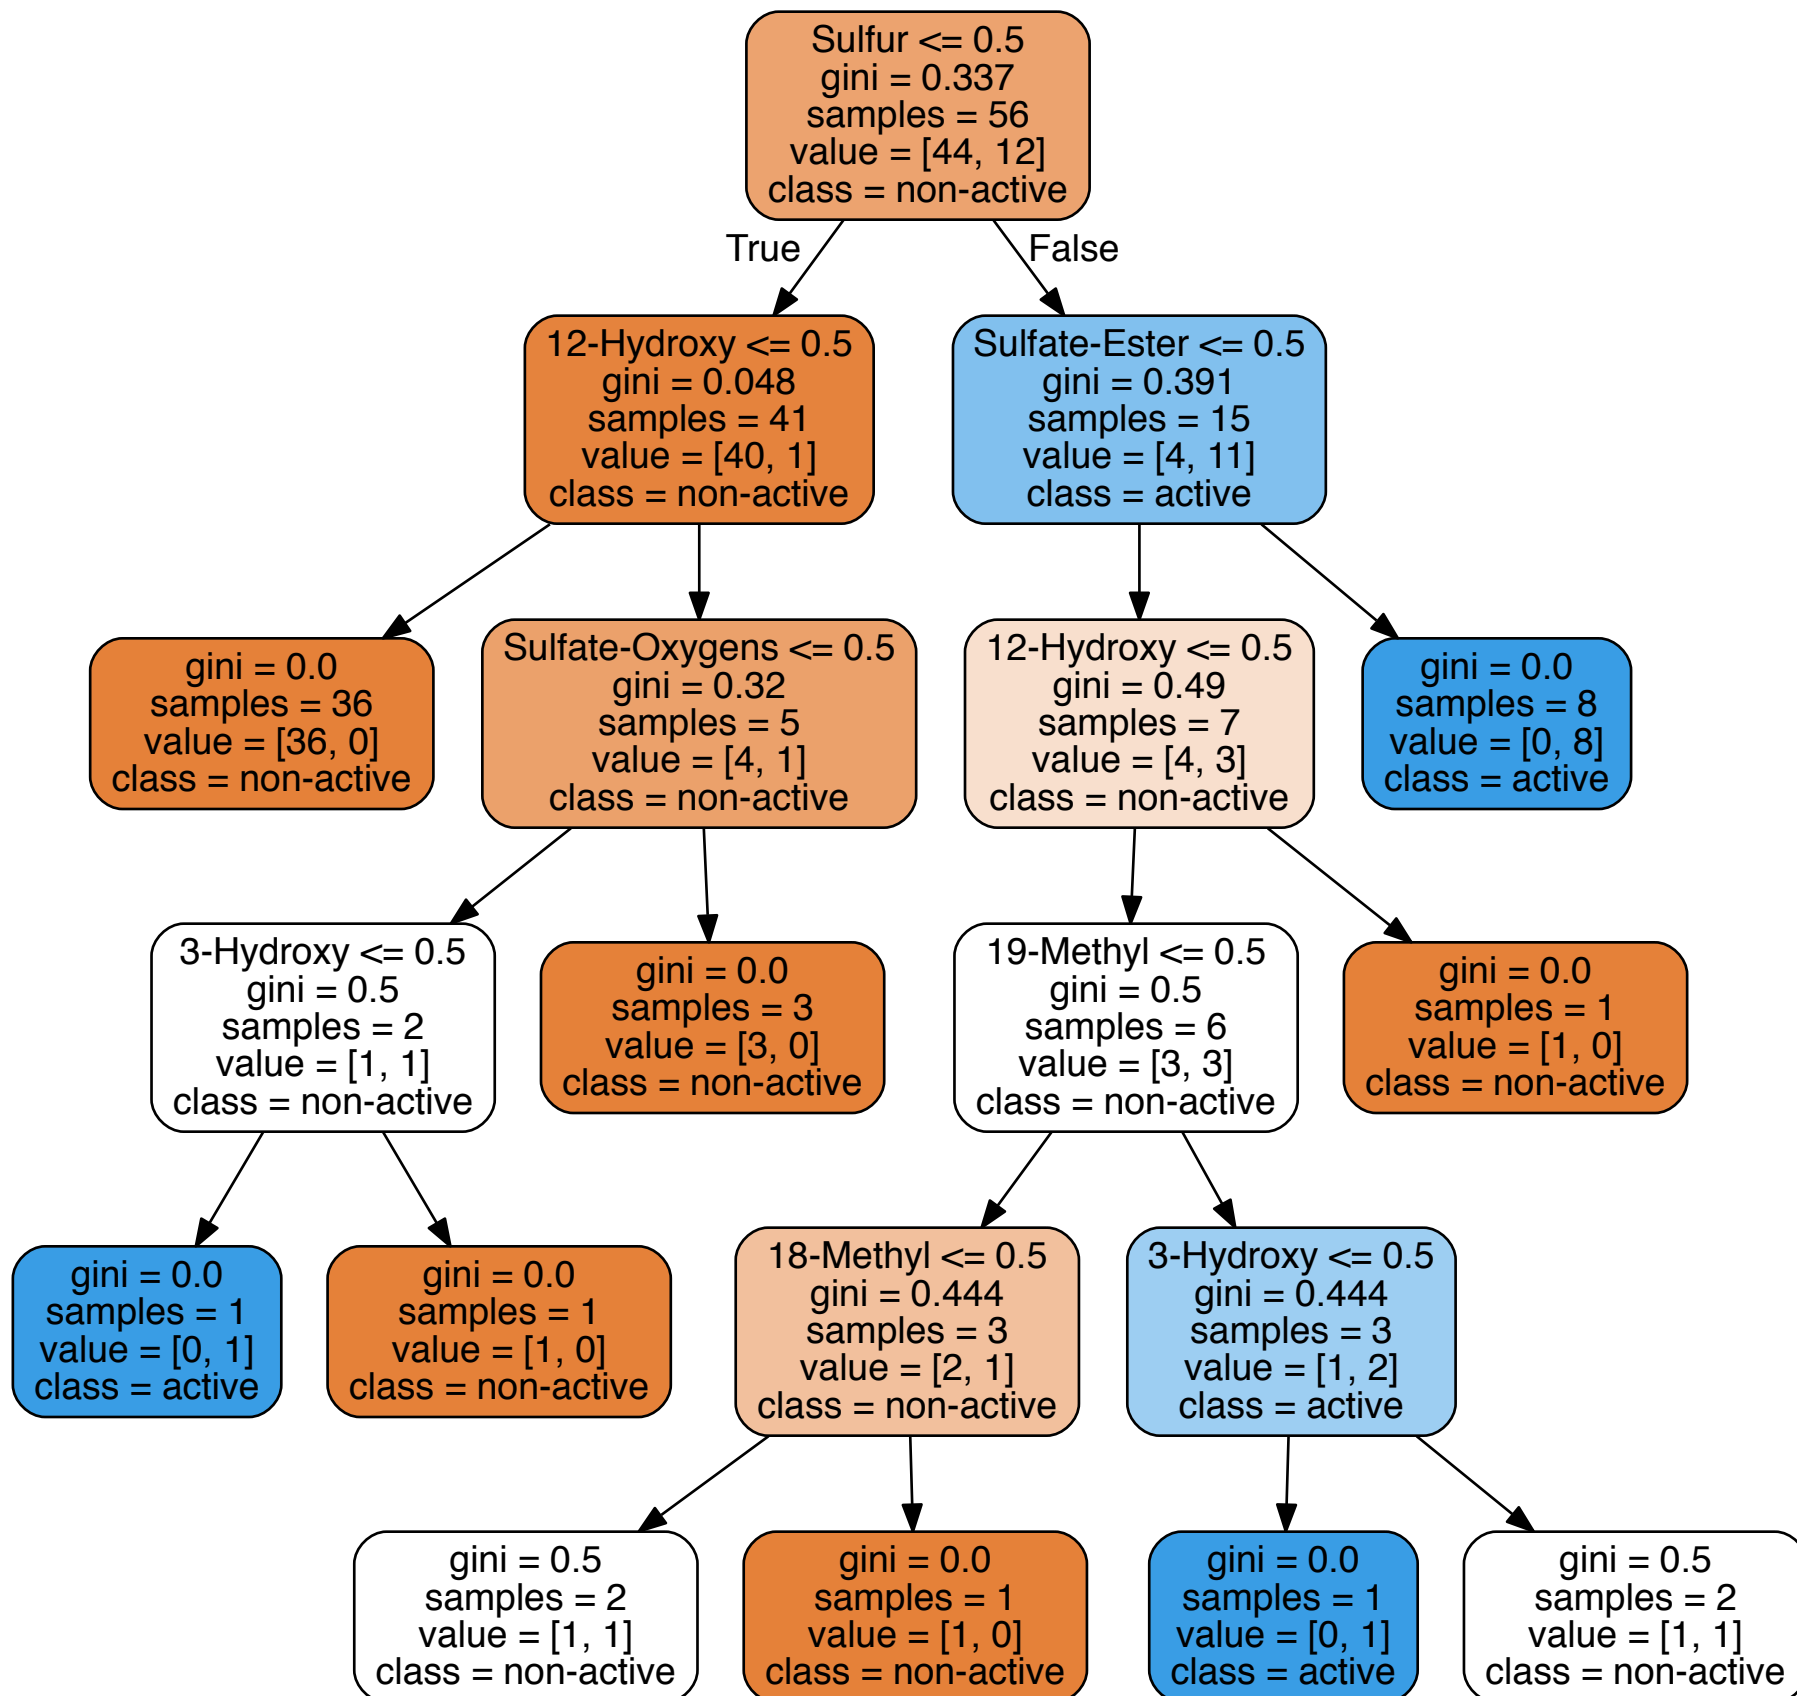 Sulfur <= 0.5
gini = 0.337
samples = 56
value = [44, 12]
class = non-active
True
False
12-Hydroxy <= 0.5
gini = 0.048
samples = 41
value = [40, 1]
class = non-active
Sulfate-Ester <= 0.5
gini = 0.391
samples = 15
value = [4, 11]
class = active
gini = 0.0
samples = 36
value = [36, 0]
class = non-active
Sulfate-Oxygens <= 0.5
gini = 0.32
samples = 5
value = [4, 1]
class = non-active
12-Hydroxy <= 0.5
gini = 0.49
samples = 7
value = [4, 3]
class = non-active
gini = 0.0
samples = 8
value = [0, 8]
class = active
3-Hydroxy <= 0.5
gini = 0.5
samples = 2
value = [1, 1]
class = non-active
gini = 0.0
samples = 3
value = [3, 0]
class = non-active
19-Methyl <= 0.5
gini = 0.5
samples = 6
value = [3, 3]
class = non-active
gini = 0.0
samples = 1
value = [1, 0]
class = non-active
gini = 0.0
samples = 1
value = [0, 1]
class = active
gini = 0.0
samples = 1
value = [1, 0]
class = non-active
18-Methyl <= 0.5
gini = 0.444
samples = 3
value = [2, 1]
class = non-active
3-Hydroxy <= 0.5
gini = 0.444
samples = 3
value = [1, 2]
class = active
gini = 0.5
samples = 2
value = [1, 1]
class = non-active
gini = 0.0
samples = 1
value = [1, 0]
class = non-active
gini = 0.0
samples = 1
value = [0, 1]
class = active
gini = 0.5
samples = 2
value = [1, 1]
class = non-active